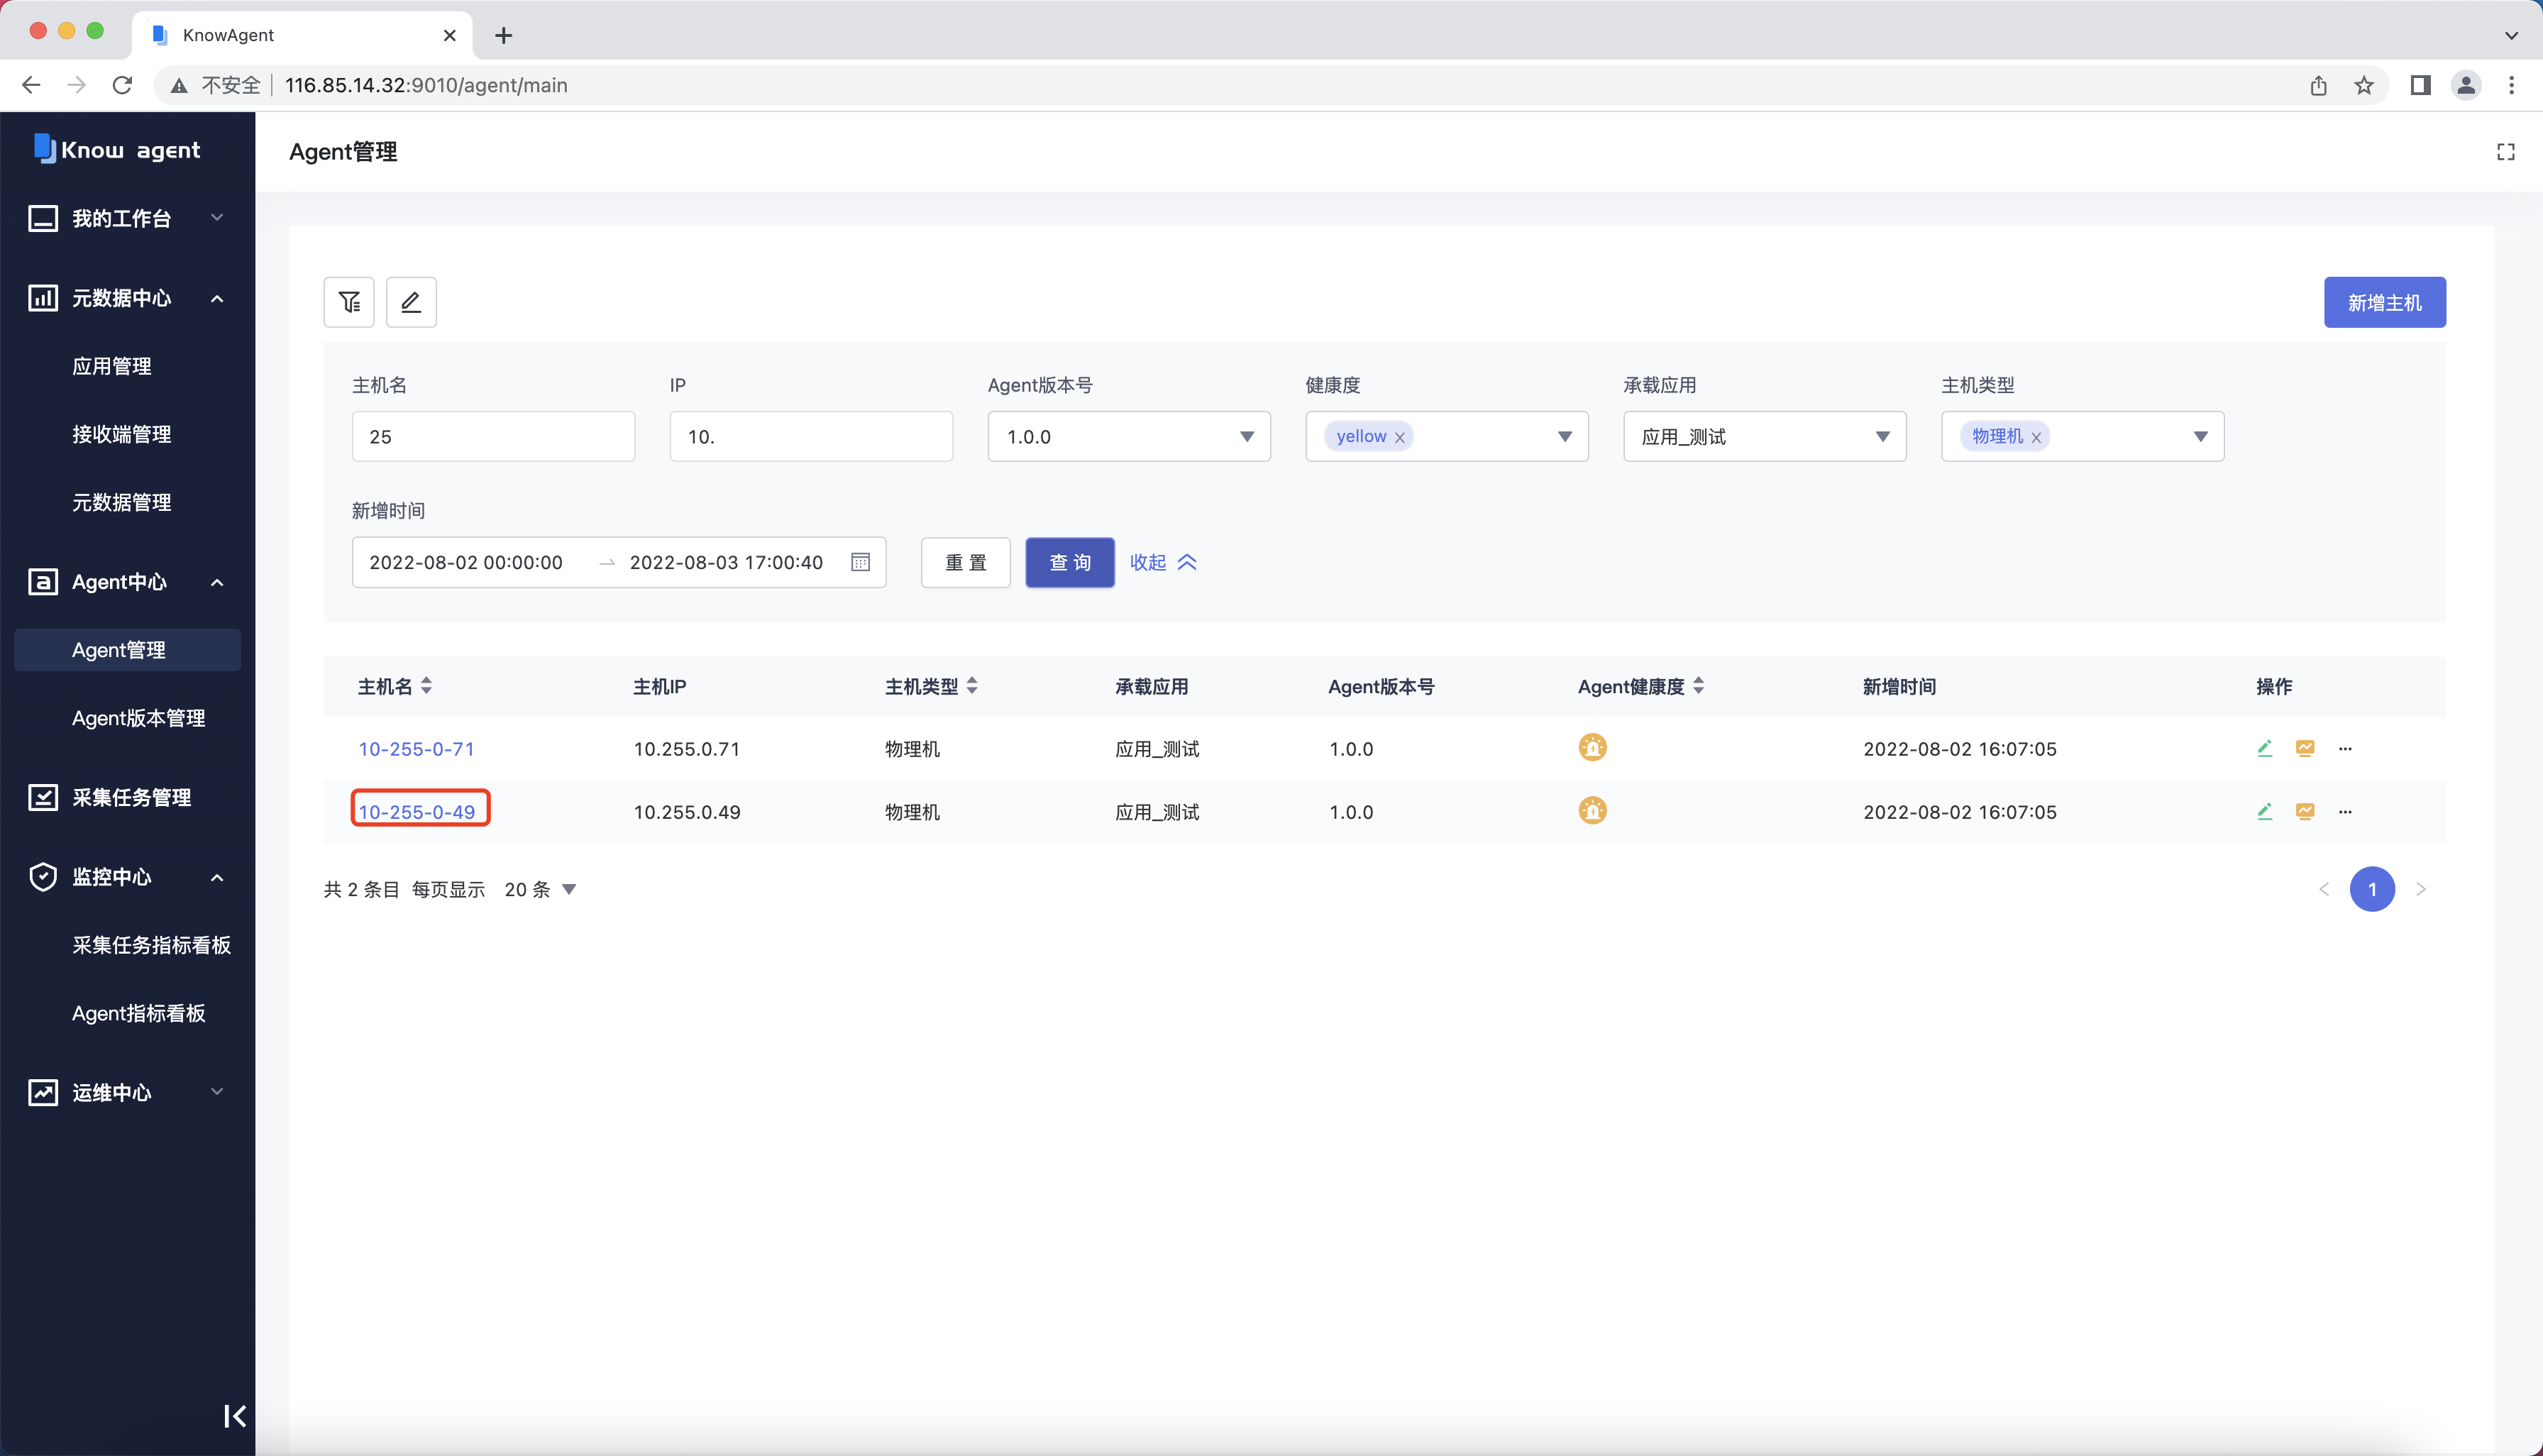 KnowAgent
不安全 116.85.14.32:9010/agent/main
Know agent
我的工作台
元数据中心
应用管理
接收端管理
元数据管理
Agent中心
Agent管理
Agent版本管理
采集任务管理
监控中心
采集任务指标看板
Agent指标看板
运维中心
Agent管理
新增主机
主机名 IP Agent版本号 健康度 承载应用 主机类型
25 10. 1.0.0 yellow 应用_测试 物理机
新增时间
2022-08-02 00:00:00 2022-08-03 17:00:40 重 置 查 询 收起
主机名 主机IP 主机类型 承载应用 Agent版本号 Agent健康度 新增时间 操作
10-255-0-71 10.255.0.71 物理机 应用_测试 1.0.0 2022-08-02 16:07:05
10-255-0-49 10.255.0.49 物理机 应用_测试 1.0.0 2022-08-02 16:07:05
共 2 条目 每页显示 20 条 1